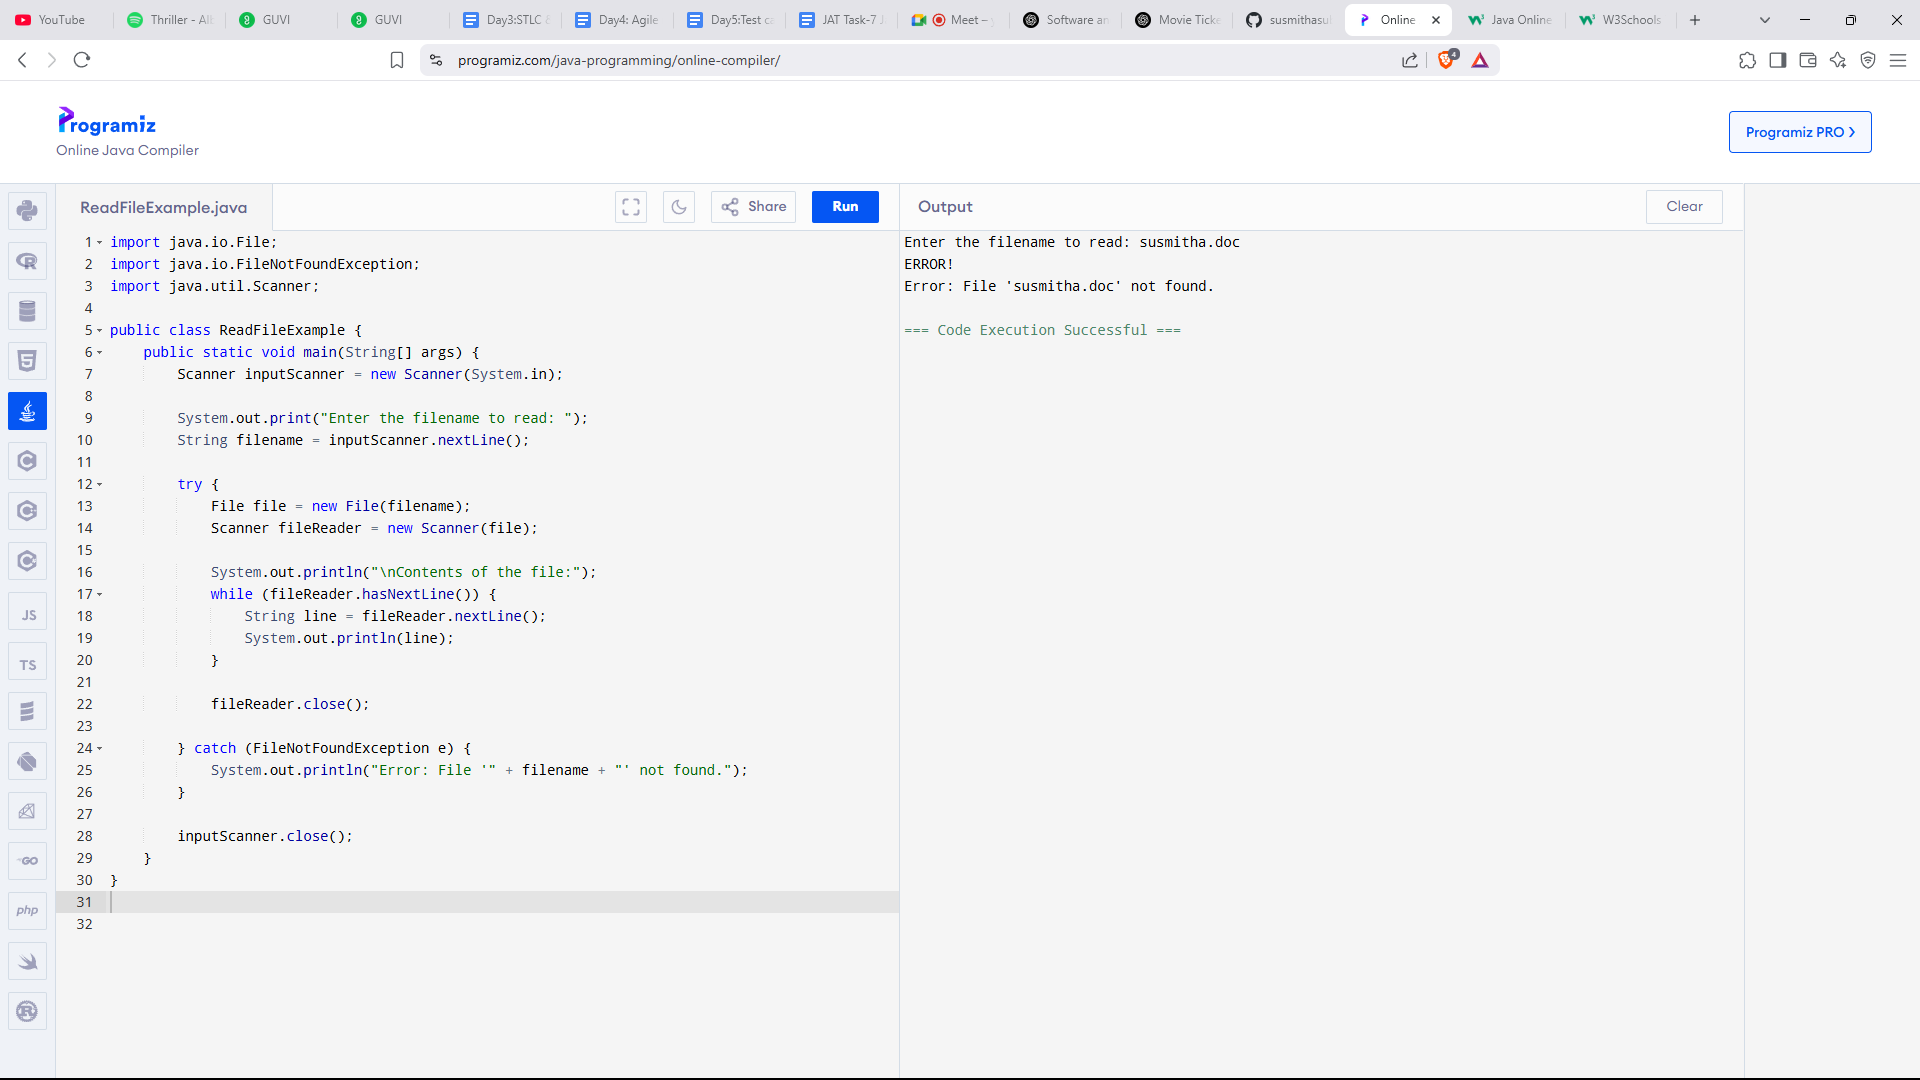 YouTube
Thriller - Alb
GUVI
GUVI
Day3:STLC &
Day4: Agile
Day5:Test ca
JAT Task-7 J
Meet –
Software an
Movie Ticke
susmithasu
Online
Java Online
W3Schools
programiz.com/java-programming/online-compiler/
4
Programiz
Online Java Compiler
Programiz PRO
ReadFileExample.java
Share
Run
Output
Clear
1 import java.io.File;
2 import java.io.FileNotFoundException;
3 import java.util.Scanner;
4
5 public class ReadFileExample {
6     public static void main(String[] args) {
7         Scanner inputScanner = new Scanner(System.in);
8
9         System.out.print("Enter the filename to read: ");
10         String filename = inputScanner.nextLine();
11
12         try {
13             File file = new File(filename);
14             Scanner fileReader = new Scanner(file);
15
16             System.out.println("\nContents of the file:");
17             while (fileReader.hasNextLine()) {
18                 String line = fileReader.nextLine();
19                 System.out.println(line);
20             }
21
22             fileReader.close();
23
24         } catch (FileNotFoundException e) {
25             System.out.println("Error: File '" + filename + "' not found.");
26         }
27
28         inputScanner.close();
29     }
30 }
31
32
Enter the filename to read: susmitha.doc
ERROR!
Error: File 'susmitha.doc' not found.
=== Code Execution Successful ===
R
5
C
C
C
JS
TS
GO
php
R